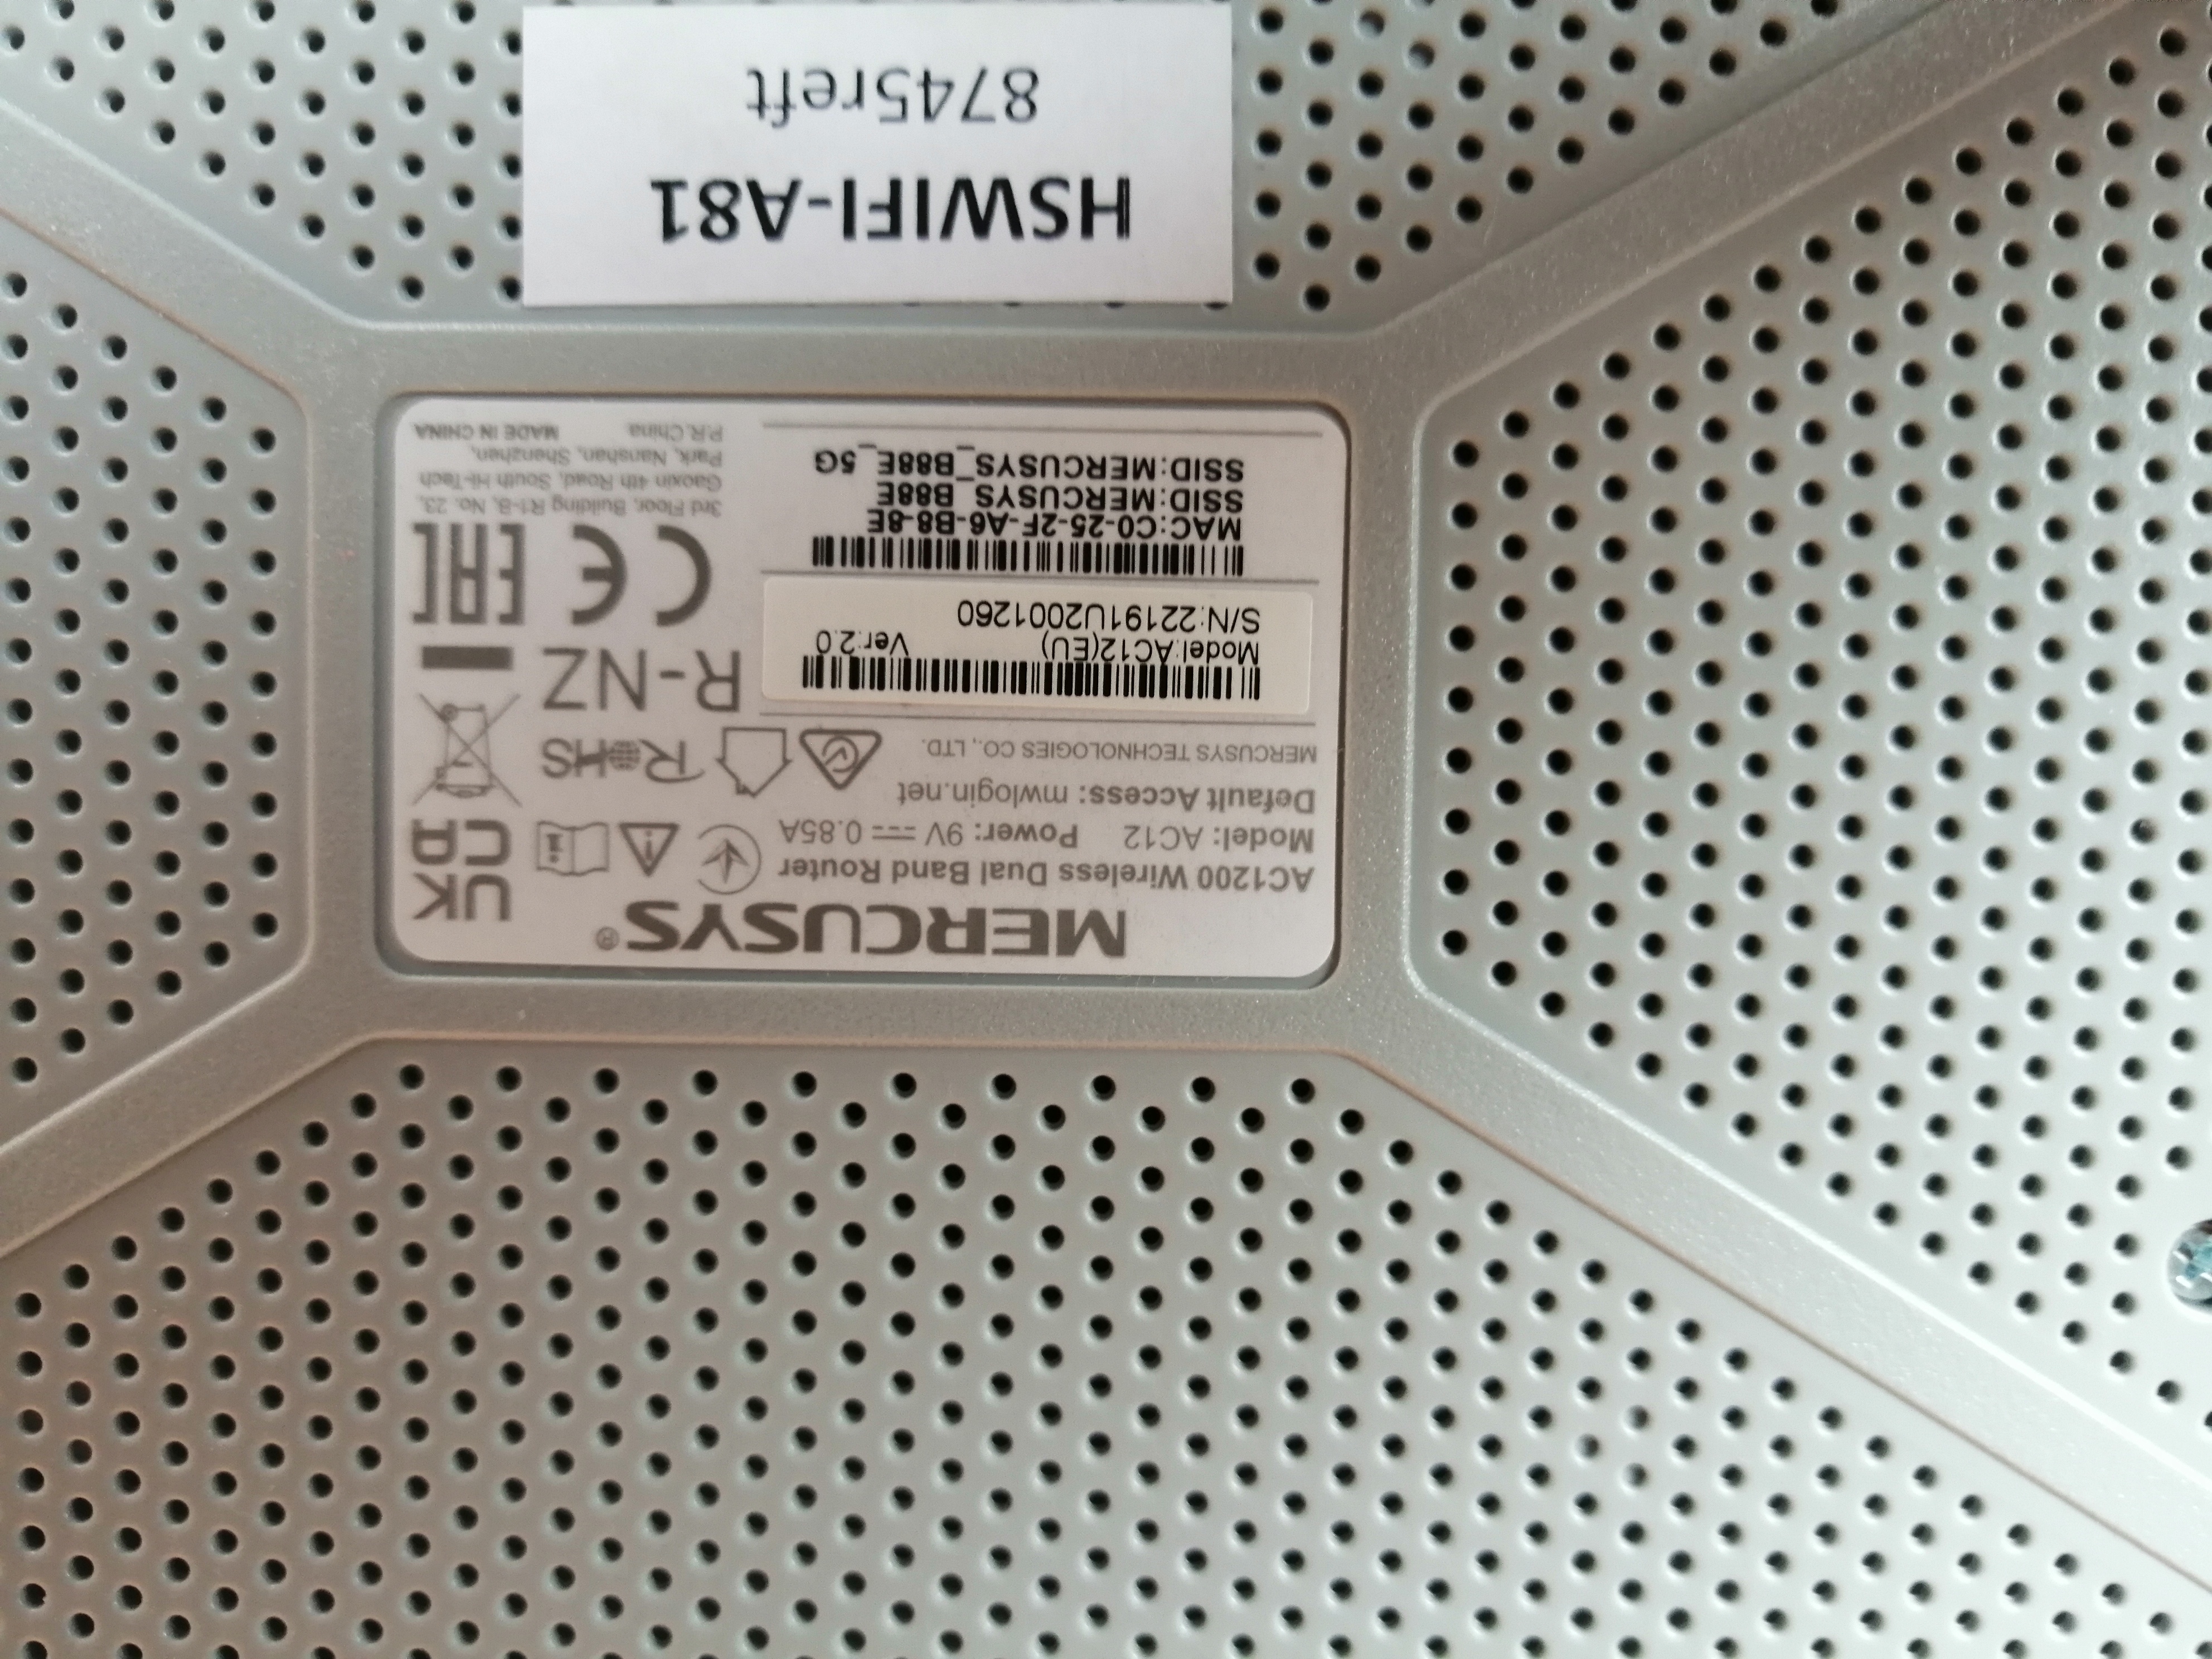 HSWIFI-A81
8745reft
MERCUSYS®
AC1200 Wireless Dual Band Router
Model: AC12 Power: 9V ⎓ 0.85A
Default Access: mwlogin.net
MERCUSYS TECHNOLOGIES CO., LTD.
Model:AC12(EU) Ver:2.0
S/N:22191U2001260
MAC:C0-25-2F-A6-B8-8E
SSID:MERCUSYS_B88E
SSID:MERCUSYS_B88E_5G
UK
CA
RoHS
R-NZ
CE
EAC
3rd Floor, Building R1-B, No. 23,
Gaoxin 4th Road, South Hi-Tech
Park, Nanshan, Shenzhen,
P.R.China MADE IN CHINA